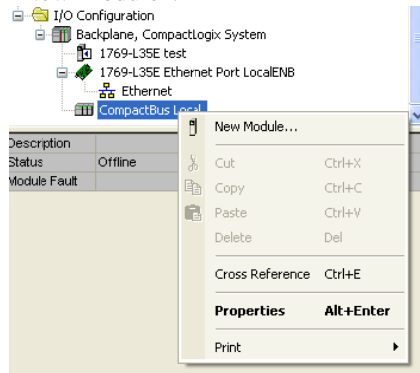 I/O Configuration
Backplane, CompactLogix System
1769-L35E test
1769-L35E Ethernet Port LocalENB
Ethernet
CompactBus Local
Description
Status Offline
Module Fault
New Module...
Cut Ctrl+X
Copy Ctrl+C
Paste Ctrl+V
Delete Del
Cross Reference Ctrl+E
Properties Alt+Enter
Print